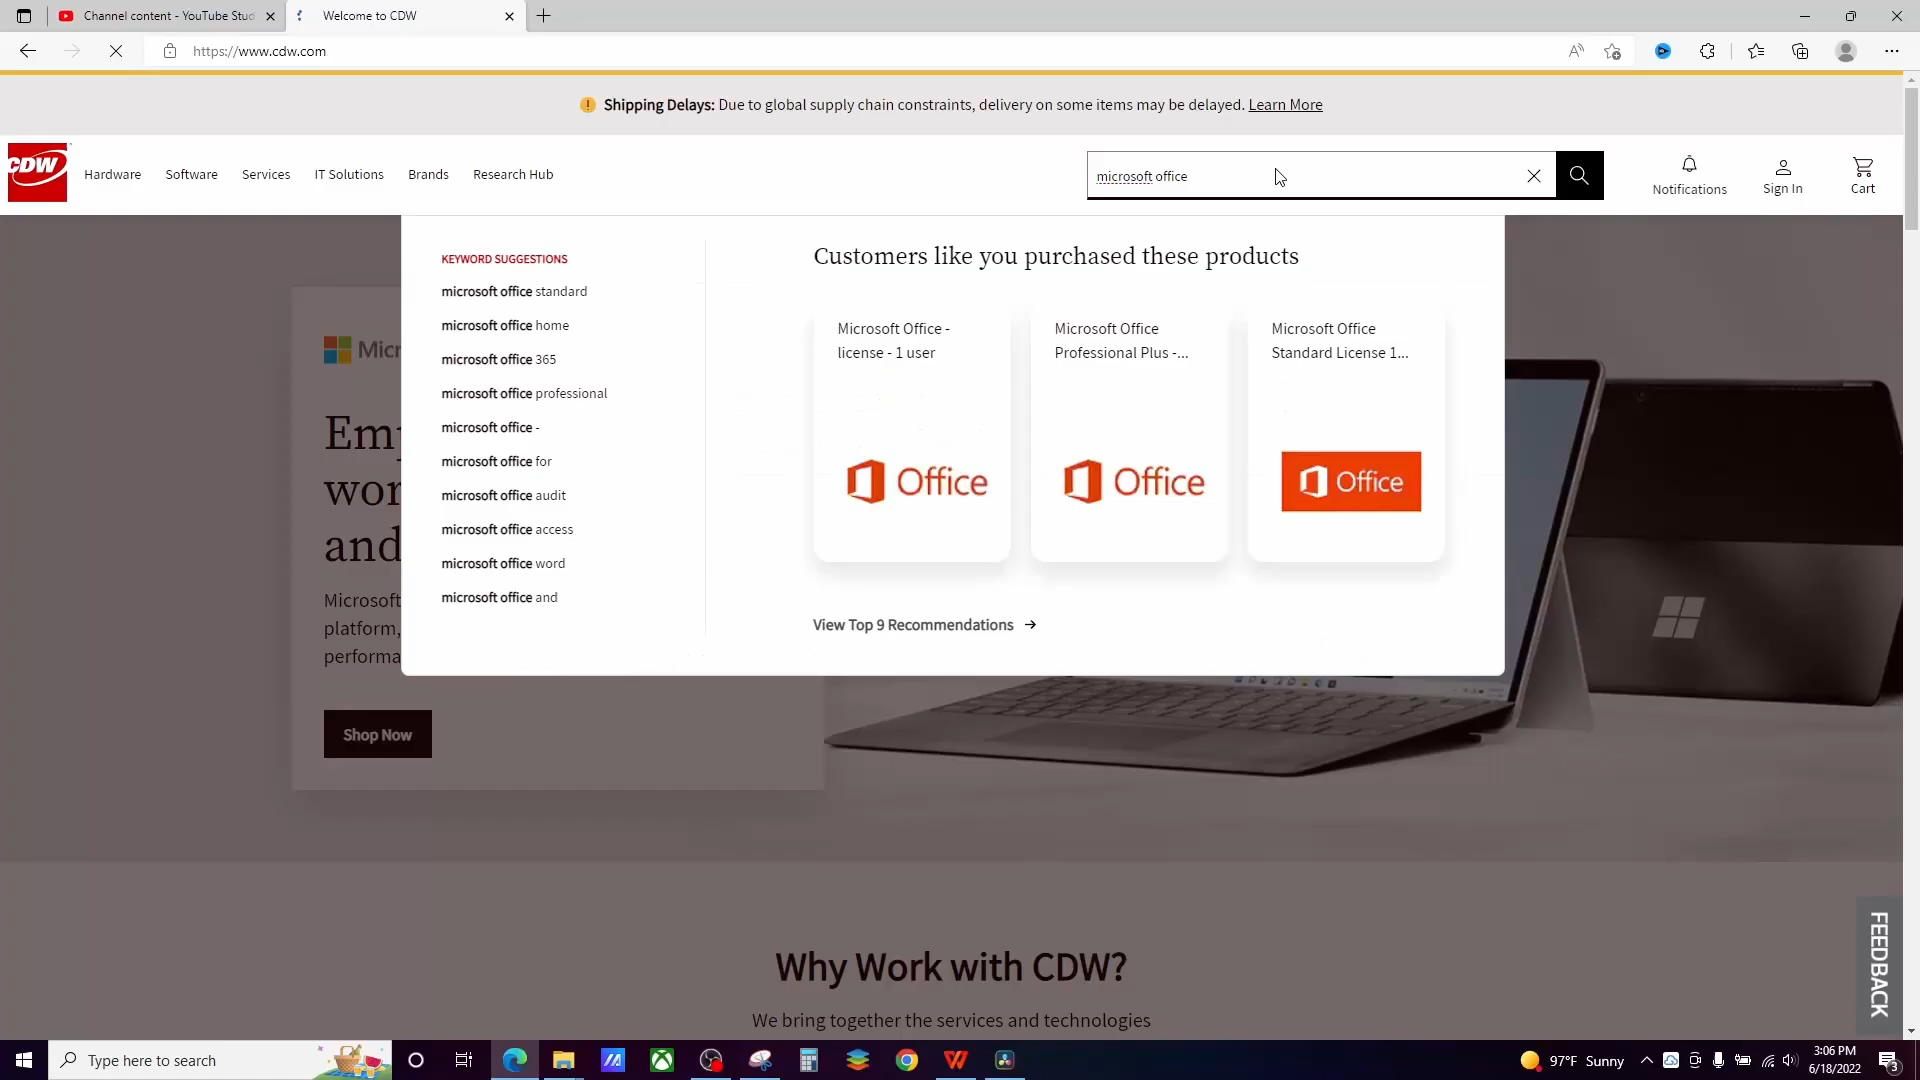 Channel content - YouTube Stud
Welcome to CDW
https://www.cdw.com
Shipping Delays: Due to global supply chain constraints, delivery on some items may be delayed. Learn More
CDW
Hardware
Software
Services
IT Solutions
Brands
Research Hub
microsoft office
Notifications
Sign In
Cart
KEYWORD SUGGESTIONS
microsoft office standard
microsoft office home
microsoft office 365
microsoft office professional
microsoft office -
microsoft office for
microsoft office audit
microsoft office access
microsoft office word
microsoft office and
Customers like you purchased these products
Microsoft Office -
license - 1 user
Office
Microsoft Office
Professional Plus -...
Office
Microsoft Office
Standard License 1...
Office
View Top 9 Recommendations
Micr
Emp
wor
and
Microsoft
platform,
performa
Shop Now
Why Work with CDW?
We bring together the services and technologies
FEEDBACK
Type here to search
97°F Sunny
3:06 PM
6/18/2022
3